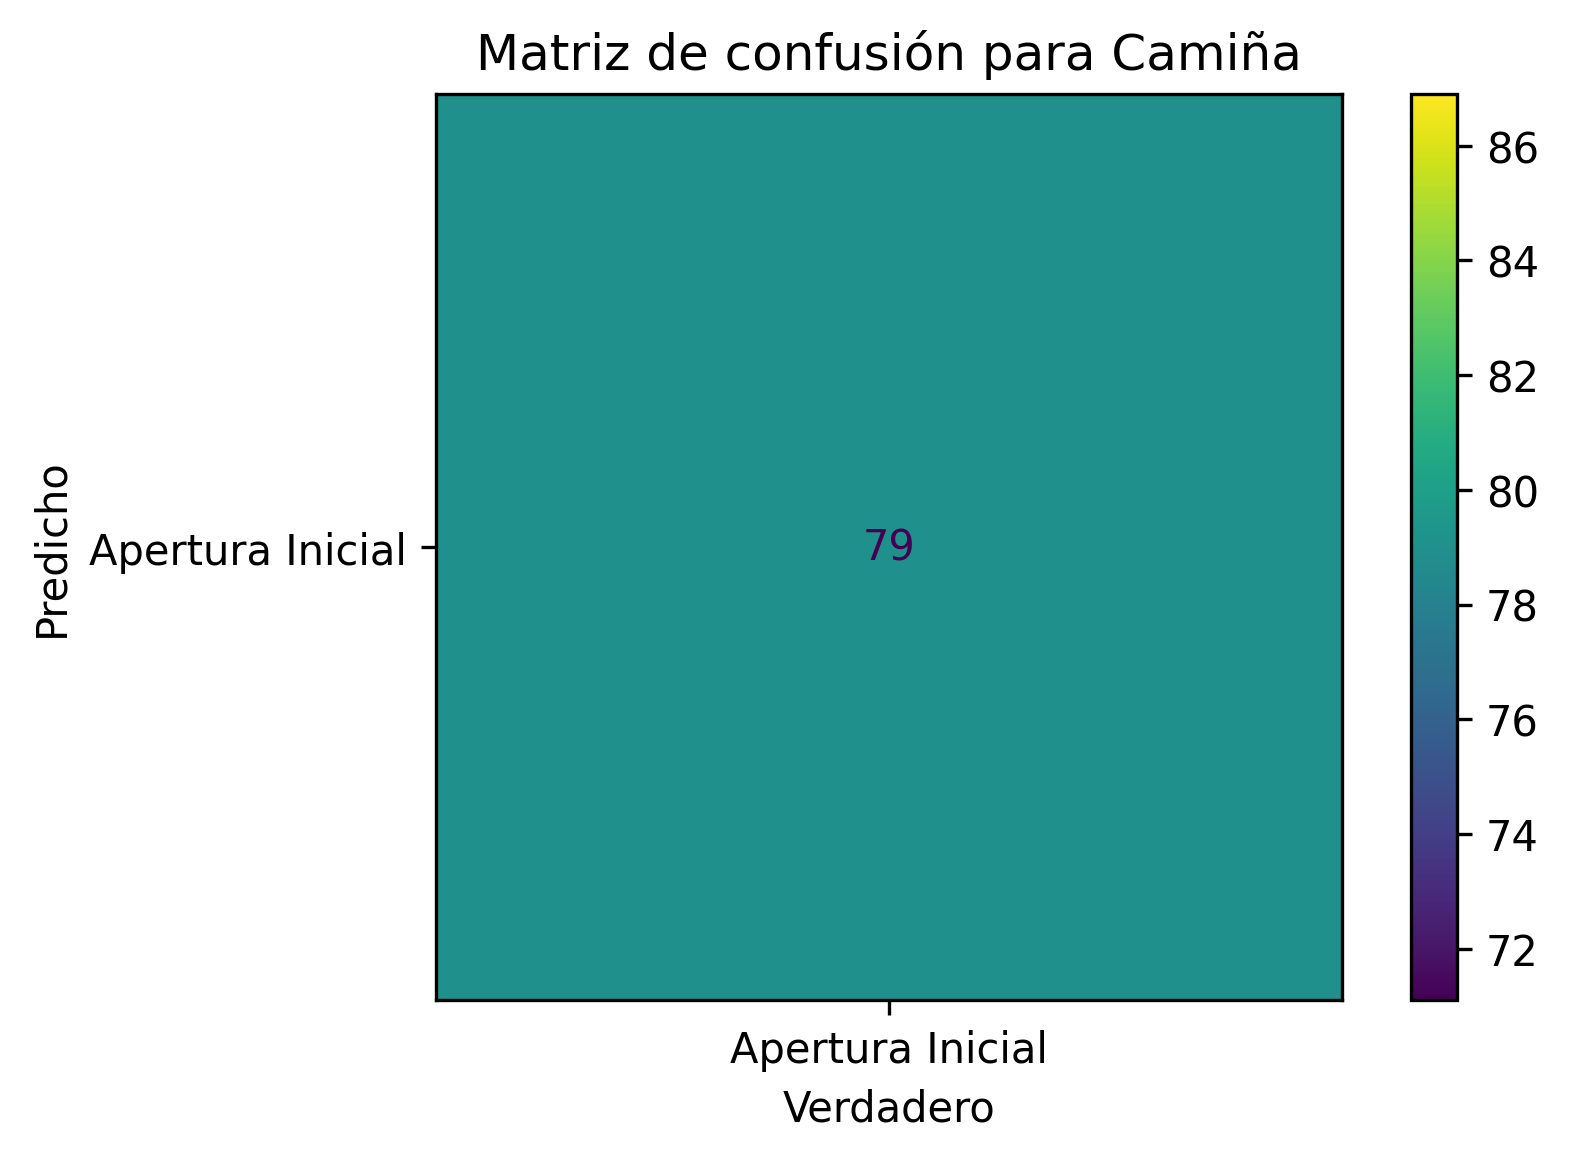 Matriz de confusión para Camiña
Predicho
Apertura Inicial
79
Apertura Inicial
Verdadero
86
84
82
80
78
76
74
72